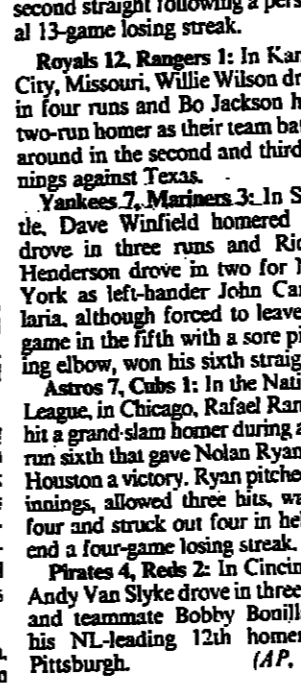 second straight following a pers
al 13-game losing streak.
Royals 12, Rangers 1: In Kan
City, Missouri, Willie Wilson dr
in four runs and Bo Jackson h
two-run homer as their team bat
around in the second and third
nings against Texas.
Yankees 7, Mariners 3: In S
tle, Dave Winfield homered
drove in three runs and Ric
Henderson drove in two for N
York as left-hander John Can
laria, although forced to leave
game in the fifth with a sore pi
ing elbow, won his sixth straig
Astros 7, Cubs 1: In the Nati
League, in Chicago, Rafael Ram
hit a grand-slam homer during a
run sixth that gave Nolan Ryan
Houston a victory. Ryan pitche
innings, allowed three hits, wa
four and struck out four in hel
end a four-game losing streak.
Pirates 4, Reds 2: In Cincin
Andy Van Slyke drove in three
and teammate Bobby Bonill
his NL-leading 12th homer
Pittsburgh. (AP,